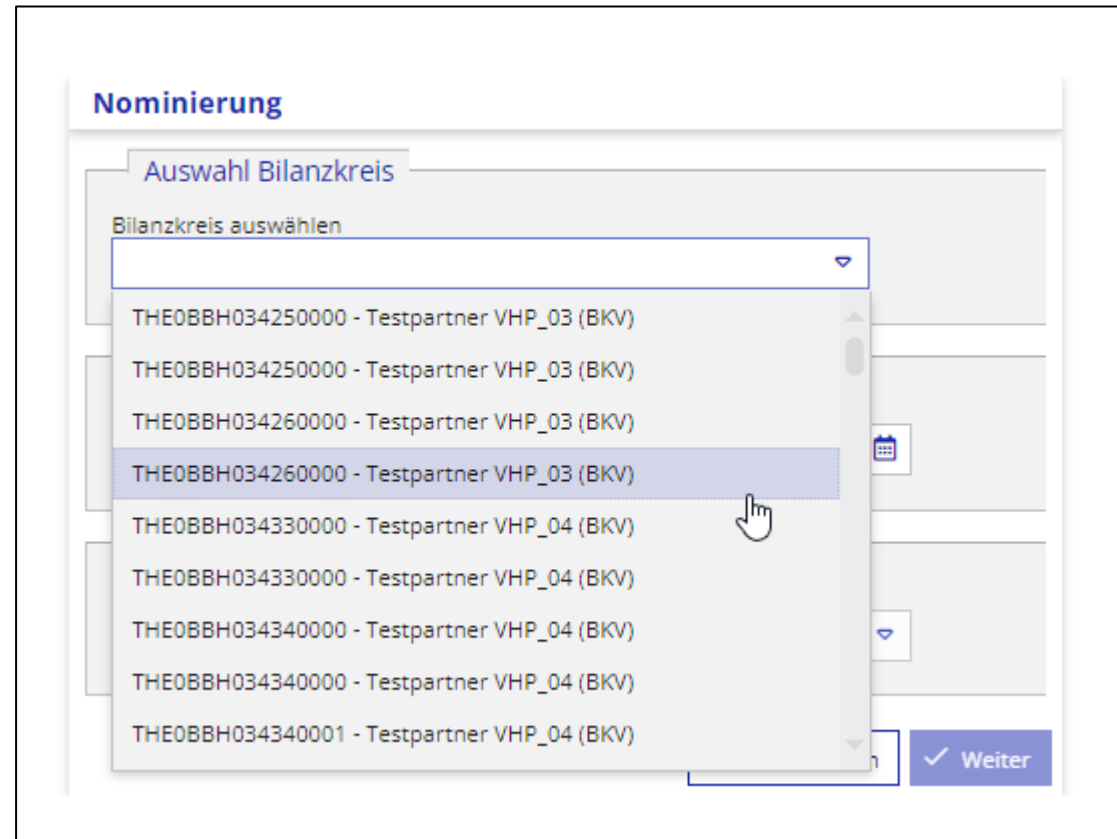 Nominierung
Auswahl Bilanzkreis
Bilanzkreis auswählen
THE0BBH034250000 - Testpartner VHP_03 (BKV)
THE0BBH034250000 - Testpartner VHP_03 (BKV)
THE0BBH034260000 - Testpartner VHP_03 (BKV)
THE0BBH034260000 - Testpartner VHP_03 (BKV)
THE0BBH034330000 - Testpartner VHP_04 (BKV)
THE0BBH034330000 - Testpartner VHP_04 (BKV)
THE0BBH034340000 - Testpartner VHP_04 (BKV)
THE0BBH034340000 - Testpartner VHP_04 (BKV)
THE0BBH034340001 - Testpartner VHP_04 (BKV)
Weiter